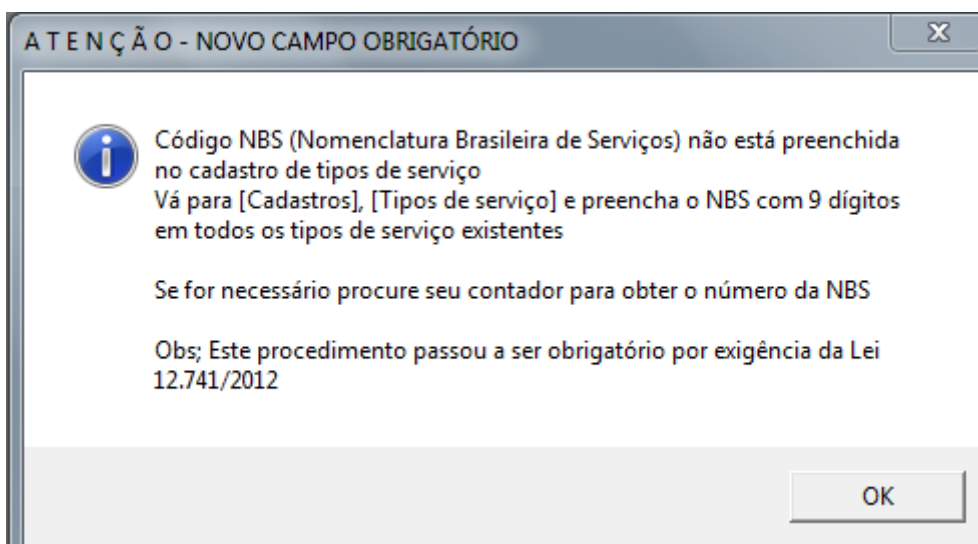 A T E N Ç Ã O - NOVO CAMPO OBRIGATÓRIO
Código NBS (Nomenclatura Brasileira de Serviços) não está preenchida
no cadastro de tipos de serviço
Vá para [Cadastros], [Tipos de serviço] e preencha o NBS com 9 dígitos
em todos os tipos de serviço existentes
Se for necessário procure seu contador para obter o número da NBS
Obs; Este procedimento passou a ser obrigatório por exigência da Lei
12.741/2012
OK